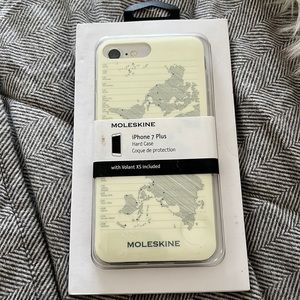 MOLESKINE
iPhone 7 Plus
Hard Case
Coque de protection
with Volant XS included
MOLESKINE